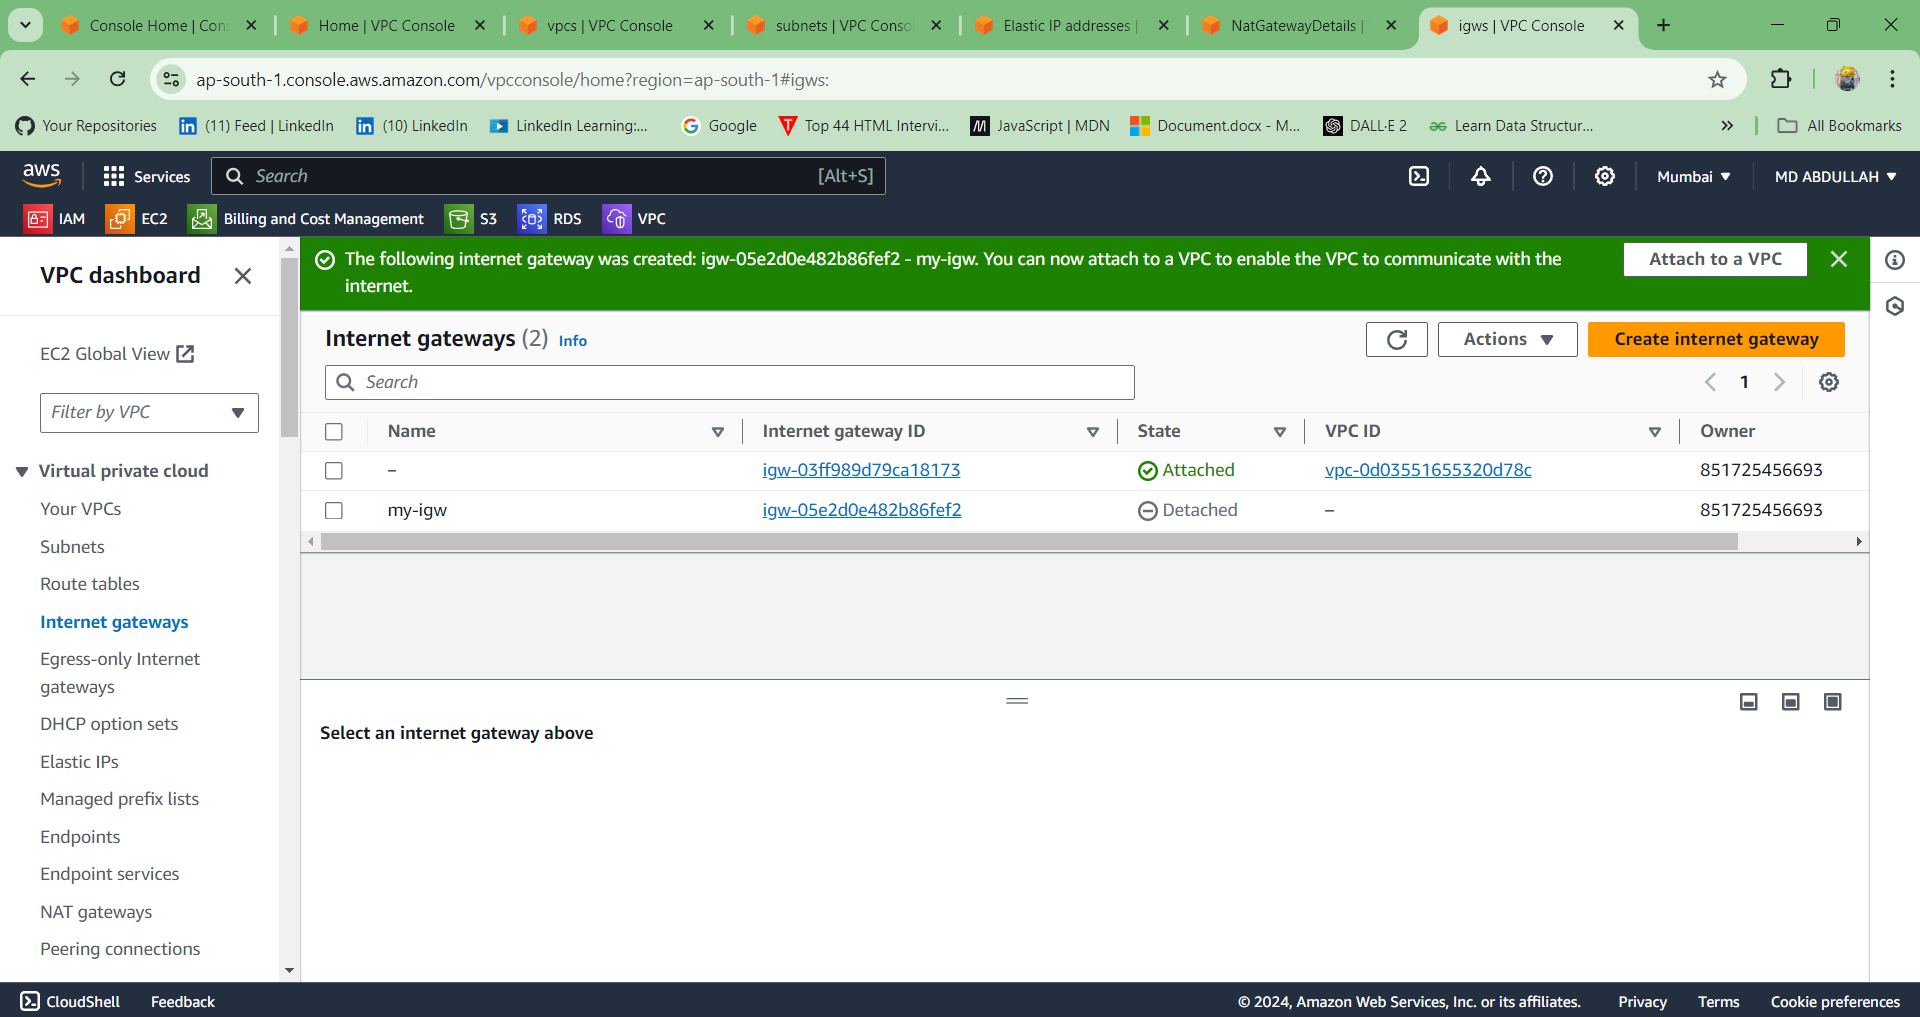 Console Home | Cons
Home | VPC Console
vpcs | VPC Console
subnets | VPC Consol
Elastic IP addresses |
NatGatewayDetails |
igws | VPC Console
ap-south-1.console.aws.amazon.com/vpcconsole/home?region=ap-south-1#igws:
Your Repositories
(11) Feed | LinkedIn
(10) LinkedIn
LinkedIn Learning:...
Google
Top 44 HTML Intervi...
JavaScript | MDN
Document.docx - M...
DALL·E 2
Learn Data Structur...
All Bookmarks
aws
Services
Search
[Alt+S]
Mumbai
MD ABDULLAH
IAM
EC2
Billing and Cost Management
S3
RDS
VPC
VPC dashboard
EC2 Global View
Filter by VPC
Virtual private cloud
Your VPCs
Subnets
Route tables
Internet gateways
Egress-only Internet
gateways
DHCP option sets
Elastic IPs
Managed prefix lists
Endpoints
Endpoint services
NAT gateways
Peering connections
The following internet gateway was created: igw-05e2d0e482b86fef2 - my-igw. You can now attach to a VPC to enable the VPC to communicate with the
internet.
Attach to a VPC
Internet gateways (2) Info
Actions
Create internet gateway
Search
1
Name Internet gateway ID State VPC ID Owner
– igw-03ff989d79ca18173 Attached vpc-0d03551655320d78c 851725456693
my-igw igw-05e2d0e482b86fef2 Detached – 851725456693
Select an internet gateway above
CloudShell
Feedback
© 2024, Amazon Web Services, Inc. or its affiliates.
Privacy
Terms
Cookie preferences